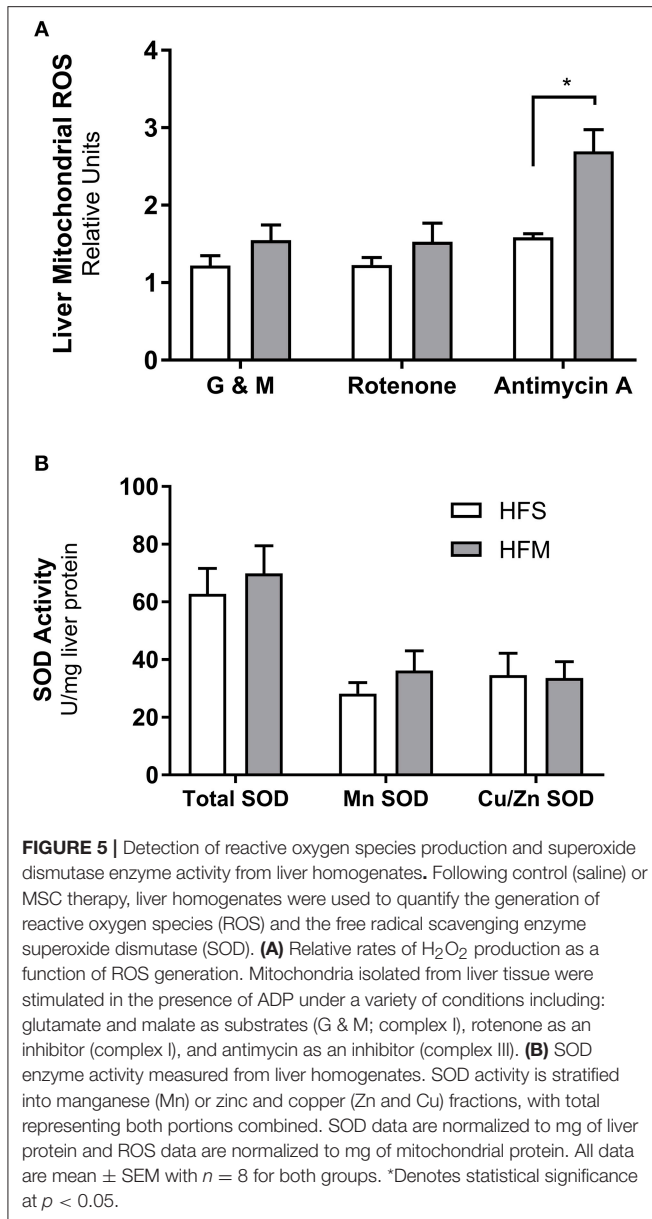 A
Liver Mitochondrial ROS
Relative Units
4
3
2
1
0
*
G & M
Rotenone
Antimycin A
B
SOD Activity
U/mg liver protein
100
80
60
40
20
0
HFS
HFM
Total SOD
Mn SOD
Cu/Zn SOD
FIGURE 5 | Detection of reactive oxygen species production and superoxide
dismutase enzyme activity from liver homogenates. Following control (saline) or
MSC therapy, liver homogenates were used to quantify the generation of
reactive oxygen species (ROS) and the free radical scavenging enzyme
superoxide dismutase (SOD). (A) Relative rates of H₂O₂ production as a
function of ROS generation. Mitochondria isolated from liver tissue were
stimulated in the presence of ADP under a variety of conditions including:
glutamate and malate as substrates (G & M; complex I), rotenone as an
inhibitor (complex I), and antimycin as an inhibitor (complex III). (B) SOD
enzyme activity measured from liver homogenates. SOD activity is stratified
into manganese (Mn) or zinc and copper (Zn and Cu) fractions, with total
representing both portions combined. SOD data are normalized to mg of liver
protein and ROS data are normalized to mg of mitochondrial protein. All data
are mean ± SEM with n = 8 for both groups. *Denotes statistical significance
at p < 0.05.